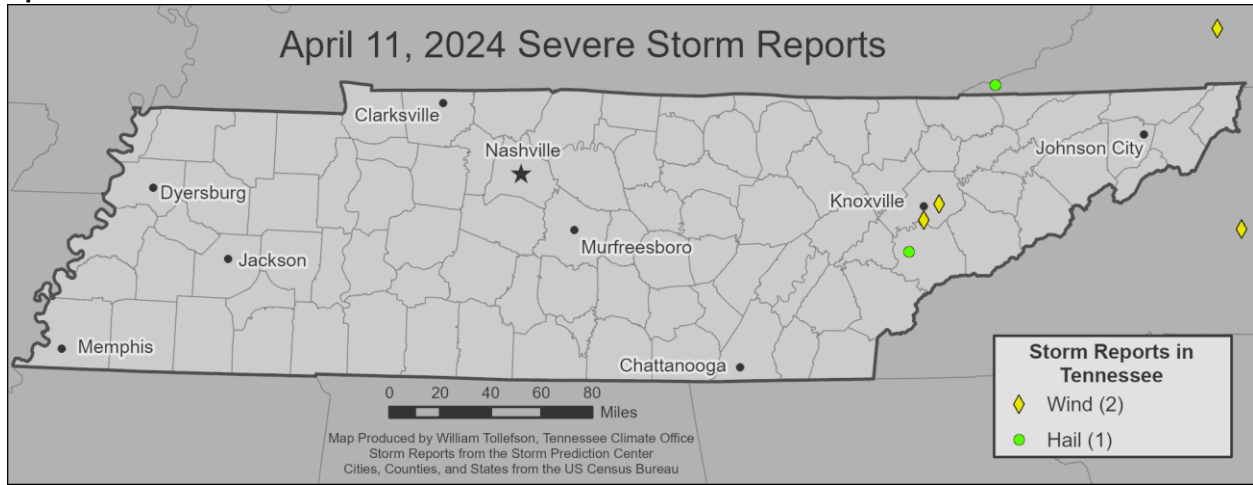 April 11, 2024 Severe Storm Reports
Clarksville
Nashville
Johnson City
Dyersburg
Knoxville
Murfreesboro
Jackson
Memphis
Chattanooga
0 20 40 60 80
Miles
Map Produced by William Tollefson, Tennessee Climate Office
Storm Reports from the Storm Prediction Center
Cities, Counties, and States from the US Census Bureau
Storm Reports in
Tennessee
Wind (2)
Hail (1)